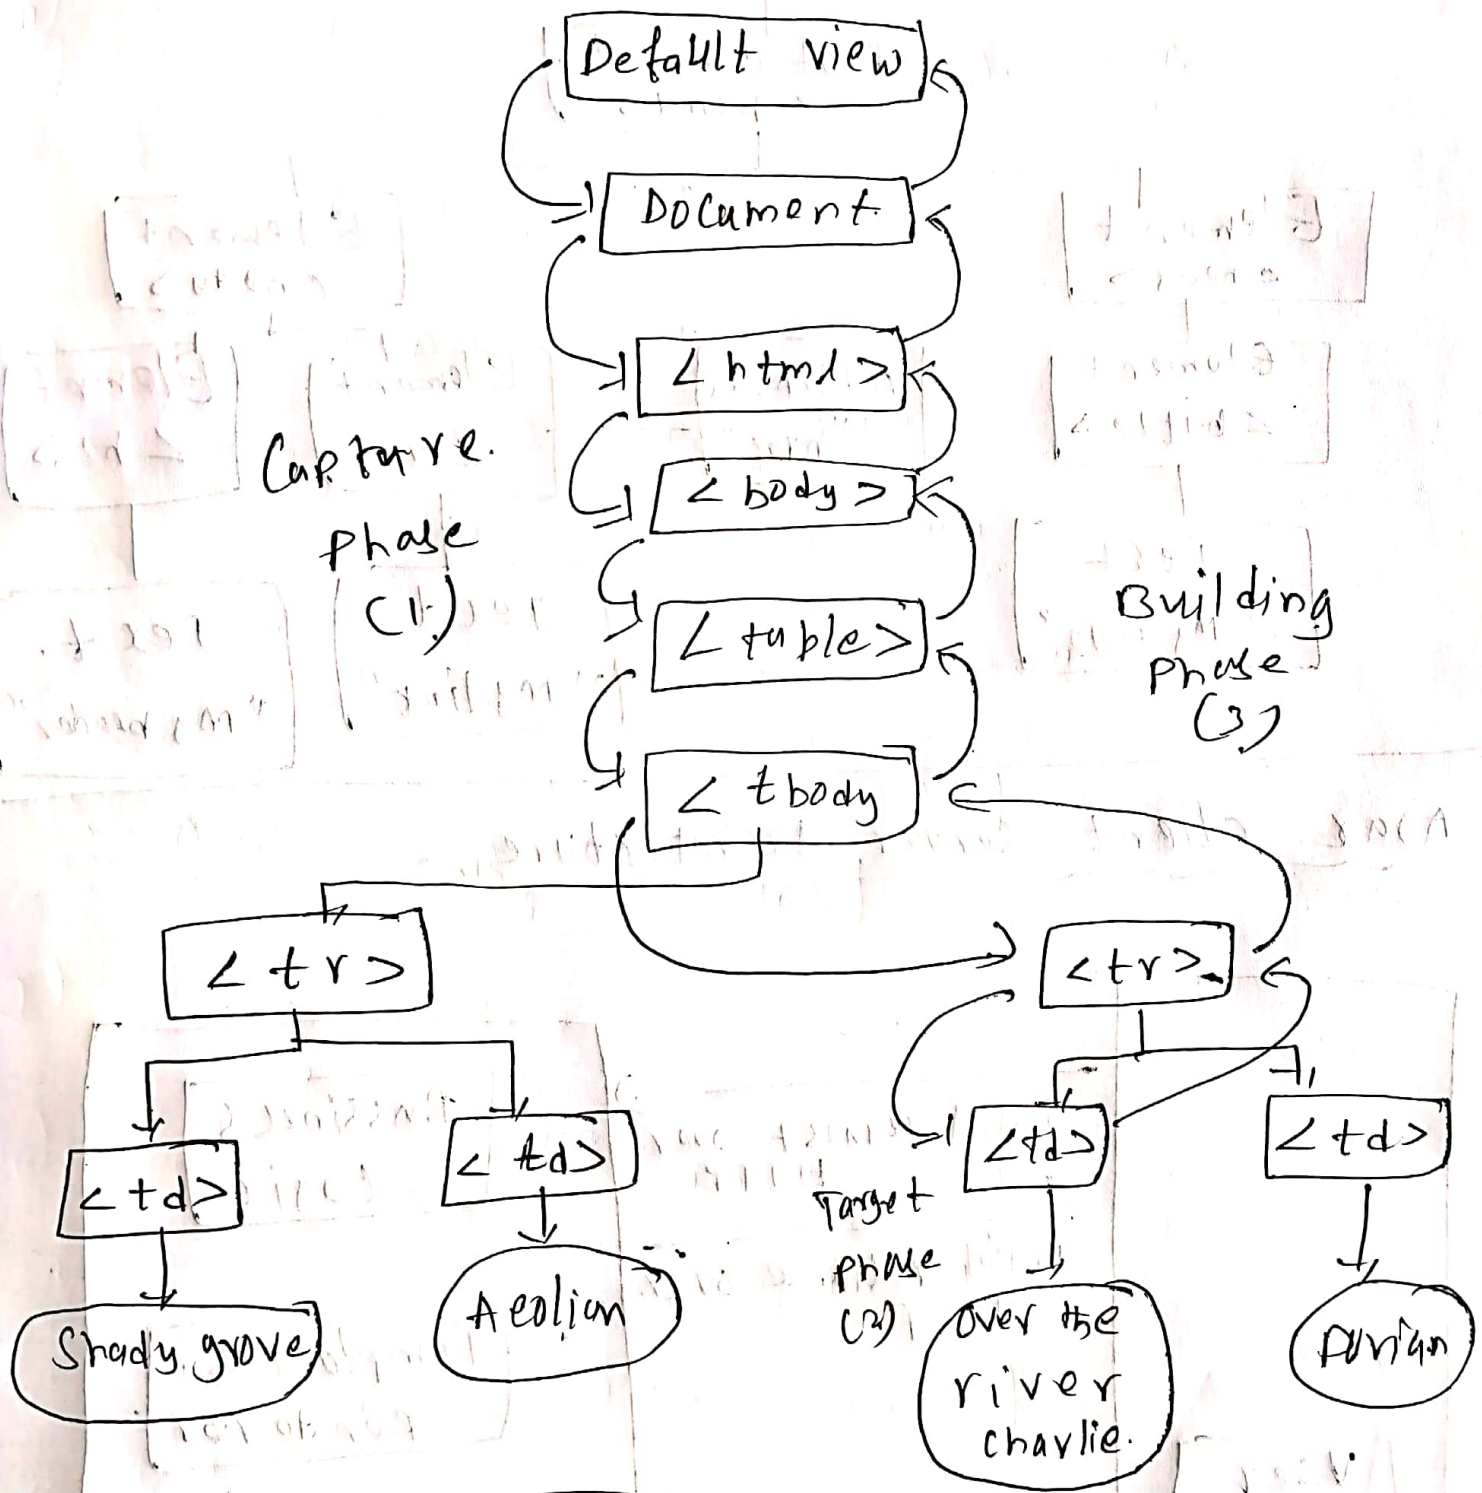 Default view
Document
<html>
Capture.
phase
(1.)
<body>
Building
phase
(3.)
<table>
<tbody
<tr>
<tr>
<td>
<td>
<td>
<td>
Target
phase
(2)
Shady grove
Aeolian
over the
river
charlie.
Dorian